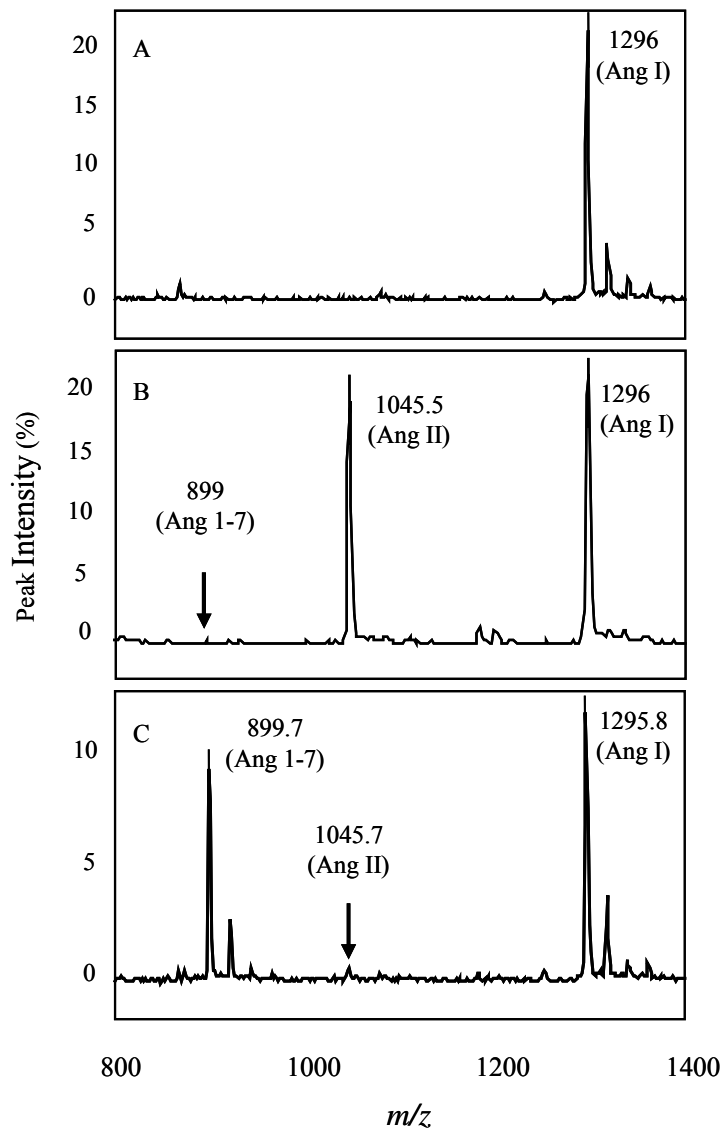 A
1296
(Ang I)
20
15
10
5
0
B
1045.5
(Ang II)
1296
(Ang I)
899
(Ang 1-7)
20
15
10
5
0
Peak Intensity (%)
C
899.7
(Ang 1-7)
1295.8
(Ang I)
1045.7
(Ang II)
10
5
0
800 1000 1200 1400
m/z